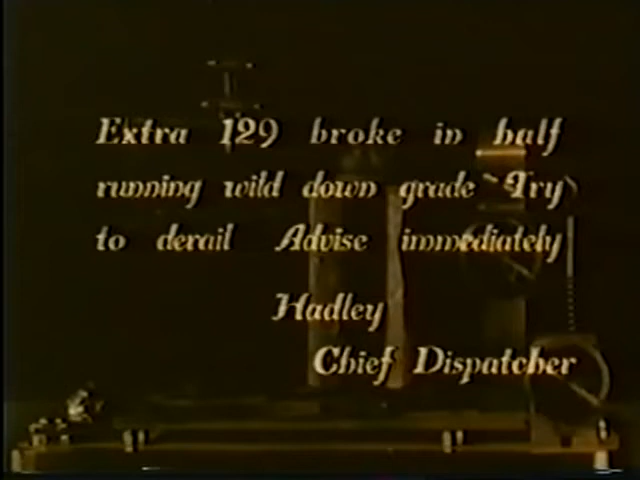 Extra 129 broke in half
running wild down grade Try
to derail Advise immediately
Hadley
Chief Dispatcher